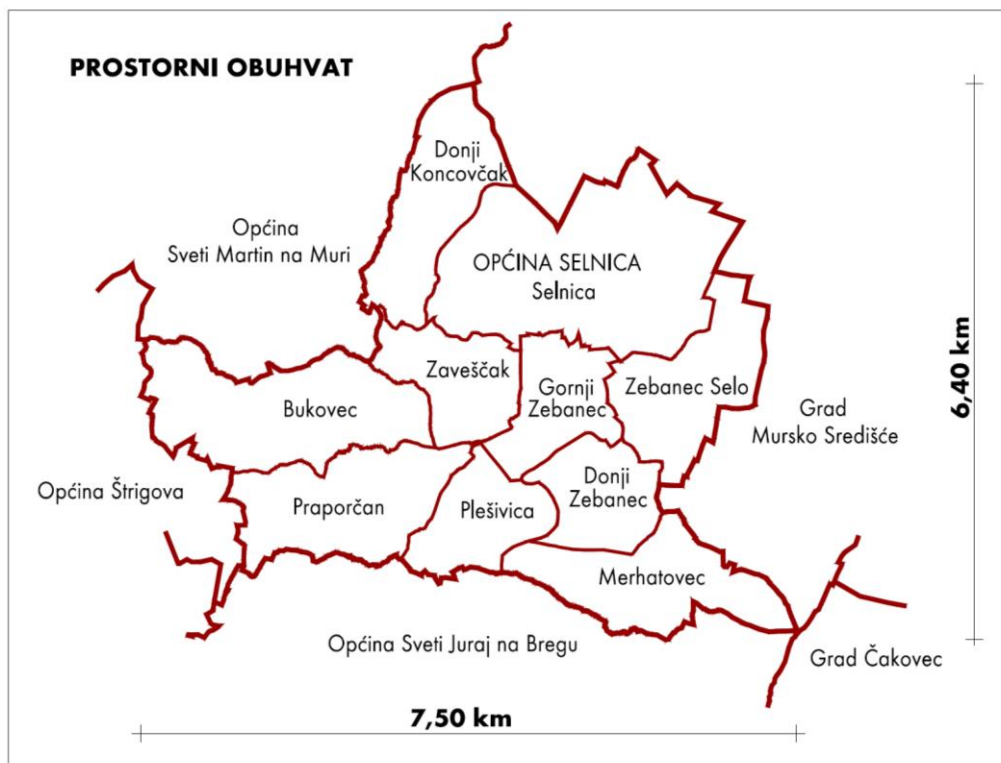 PROSTORNI OBUHVAT
Donji
Koncovčak
Općina
Sveti Martin na Muri
OPĆINA SELNICA
Selnica
6,40 km
Zaveščak
Gornji
Zebanec
Zebanec Selo
Bukovec
Grad
Mursko Središće
Općina Štrigova
Praporčan
Plešivica
Donji
Zebanec
Merhatovec
Općina Sveti Juraj na Bregu
Grad Čakovec
7,50 km